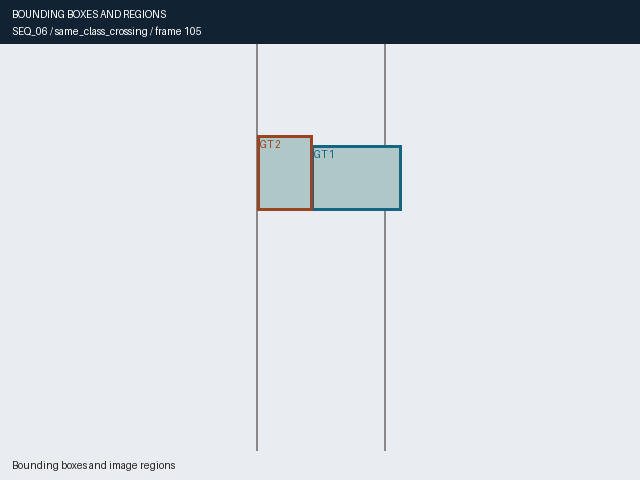 BOUNDING BOXES AND REGIONS
SEQ_06 / same_class_crossing / frame 105
GT2
GT1
Bounding boxes and image regions